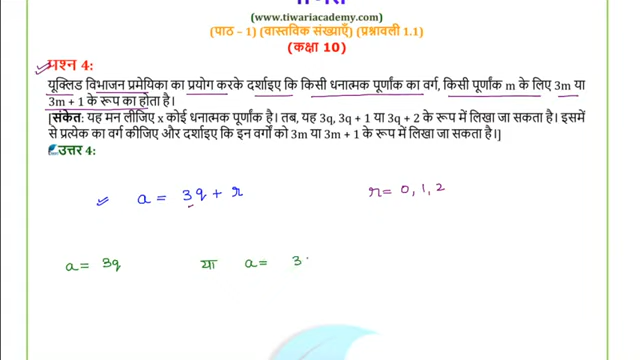 (www.tiwariacademy.com)
(पाठ – 1) (वास्तविक संख्याएँ) (प्रश्नावली 1.1)
(कक्षा 10)
प्रश्न 4:
यूक्लिड विभाजन प्रमेयिका का प्रयोग करके दर्शाइए कि किसी धनात्मक पूर्णांक का वर्ग, किसी पूर्णांक m के लिए 3m या
3m + 1 के रूप का होता है।
[संकेत: यह मन लीजिए x कोई धनात्मक पूर्णांक है। तब, यह 3q, 3q + 1 या 3q + 2 के रूप में लिखा जा सकता है। इसमें
से प्रत्येक का वर्ग कीजिए और दर्शाइए कि इन वर्गों को 3m या 3m + 1 के रूप में लिखा जा सकता है।]
उत्तर 4:
a = 3q + r r = 0, 1, 2
a = 3q या a = 3